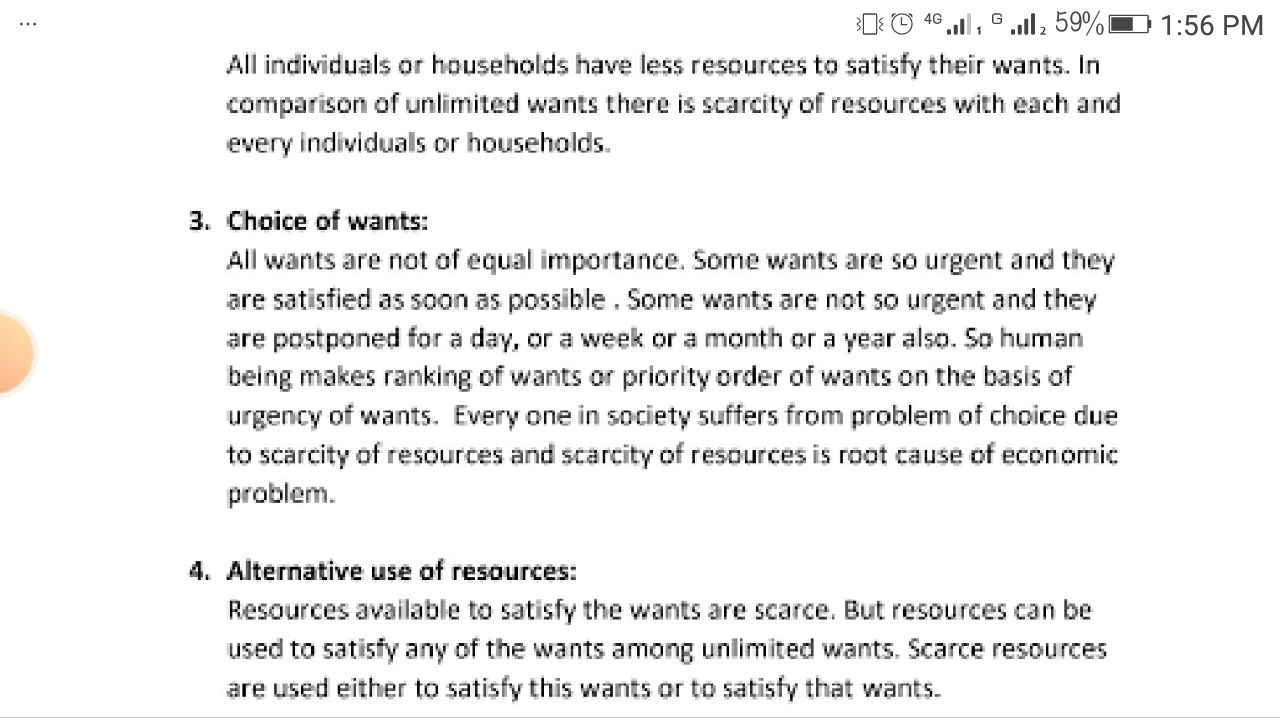 ... 4G 1 G 2 59% 1:56 PM
All individuals or households have less resources to satisfy their wants. In
comparison of unlimited wants there is scarcity of resources with each and
every individuals or households.
3. Choice of wants:
All wants are not of equal importance. Some wants are so urgent and they
are satisfied as soon as possible . Some wants are not so urgent and they
are postponed for a day, or a week or a month or a year also. So human
being makes ranking of wants or priority order of wants on the basis of
urgency of wants.  Every one in society suffers from problem of choice due
to scarcity of resources and scarcity of resources is root cause of economic
problem.
4. Alternative use of resources:
Resources available to satisfy the wants are scarce. But resources can be
used to satisfy any of the wants among unlimited wants. Scarce resources
are used either to satisfy this wants or to satisfy that wants.